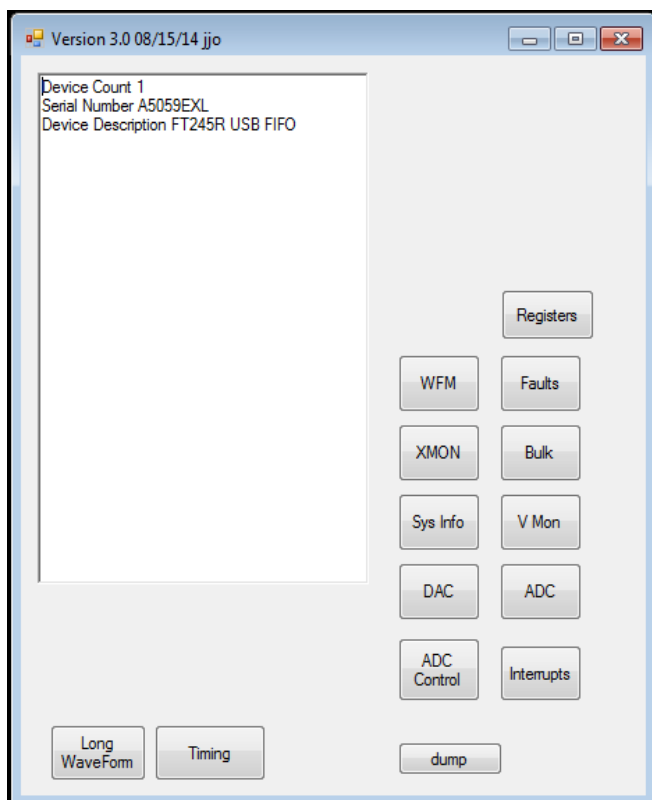 Version 3.0 08/15/14 jjo
Device Count 1
Serial Number A5059EXL
Device Description FT245R USB FIFO
Registers
WFM
Faults
XMON
Bulk
Sys Info
V Mon
DAC
ADC
ADC
Control
Interrupts
Long
WaveForm
Timing
dump